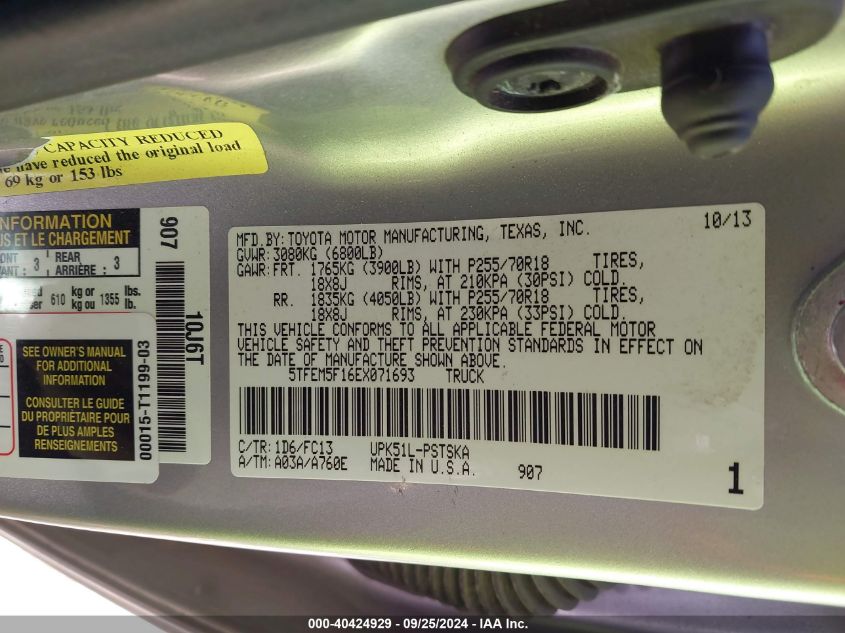 CAPACITY REDUCED
have reduced the original load
69 kg or 153 lbs
INFORMATION
US ET LE CHARGEMENT
3
REAR
ARRIÈRE : 3
610 kg or
kg ou 1355 lbs.
lb.
SEE OWNER'S MANUAL
FOR ADDITIONAL
INFORMATION
CONSULTER LE GUIDE
DU PROPRIÉTAIRE POUR
DE PLUS AMPLES
RENSEIGNEMENTS
00015-T1199-03
907
10J6T
10/13
MFD.BY:TOYOTA MOTOR MANUFACTURING, TEXAS, INC.
GVWR:3080KG (6800LB)
GAWR:FRT. 1765KG (3900LB) WITH P255/70R18 TIRES,
18X8J RIMS, AT 210KPA (30PSI) COLD.
RR. 1835KG (4050LB) WITH P255/70R18 TIRES,
18X8J RIMS, AT 230KPA (33PSI) COLD.
THIS VEHICLE CONFORMS TO ALL APPLICABLE FEDERAL MOTOR
VEHICLE SAFETY AND THEFT PREVENTION STANDARDS IN EFFECT ON
THE DATE OF MANUFACTURE SHOWN ABOVE.
5TFEM5F16EX071693 TRUCK
C/TR:1D6/FC13 UPK51L-PSTSKA
A/TM:A03A/A760E MADE IN U.S.A. 907
1
000-40424929 - 09/25/2024 - IAA Inc.